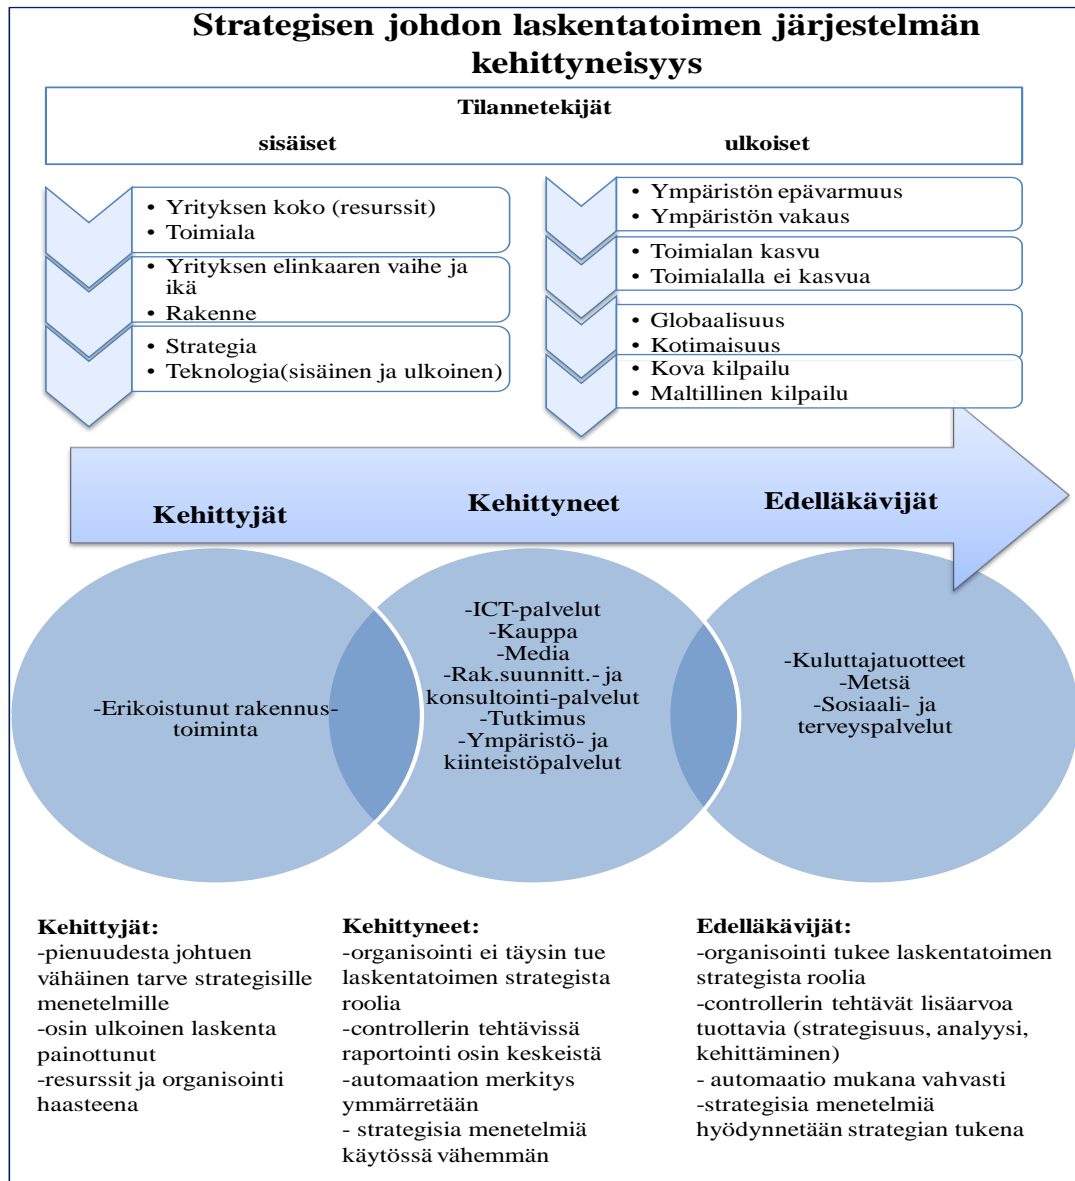 Strategisen johdon laskentatoimen järjestelmän
kehittyneisyys
Tilannetekijät
sisäiset
ulkoiset
• Yrityksen koko (resurssit)
• Toimiala
• Yrityksen elinkaaren vaihe ja
ikä
• Rakenne
• Strategia
• Teknologia(sisäinen ja ulkoinen)
• Ympäristön epävarmuus
• Ympäristön vakaus
• Toimialan kasvu
• Toimialalla ei kasvua
• Globaalisuus
• Kotimaisuus
• Kova kilpailu
• Maltillinen kilpailu
Kehittyjät
Kehittyneet
Edelläkävijät
-Erikoistunut rakennus-
toiminta
-ICT-palvelut
-Kauppa
-Media
-Rak.suunnitt.- ja
konsultointi-palvelut
-Tutkimus
-Ympäristö- ja
kiinteistöpalvelut
-Kuluttajatuotteet
-Metsä
-Sosiaali- ja
terveyspalvelut
Kehittyjät:
-pienuudesta johtuen
vähäinen tarve strategisille
menetelmille
-osin ulkoinen laskenta
painottunut
-resurssit ja organisointi
haasteena
Kehittyneet:
-organisointi ei täysin tue
laskentatoimen strategista
roolia
-controllerin tehtävissä
raportointi osin keskeistä
-automaation merkitys
ymmärretään
- strategisia menetelmiä
käytössä vähemmän
Edelläkävijät:
-organisointi tukee laskentatoimen
strategista roolia
-controllerin tehtävät lisäarvoa
tuottavia (strategisuus, analyysi,
kehittäminen)
- automaatio mukana vahvasti
-strategisia menetelmiä
hyödynnetään strategian tukena